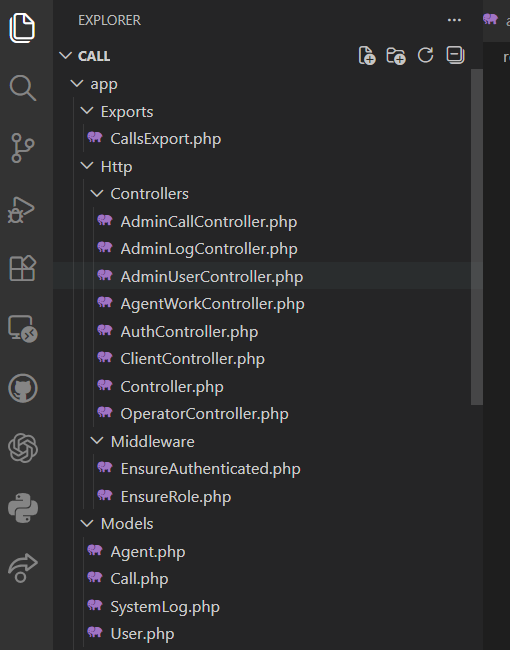 EXPLORER
CALL
app
Exports
CallsExport.php
Http
Controllers
AdminCallController.php
AdminLogController.php
AdminUserController.php
AgentWorkController.php
AuthController.php
ClientController.php
Controller.php
OperatorController.php
Middleware
EnsureAuthenticated.php
EnsureRole.php
Models
Agent.php
Call.php
SystemLog.php
User.php